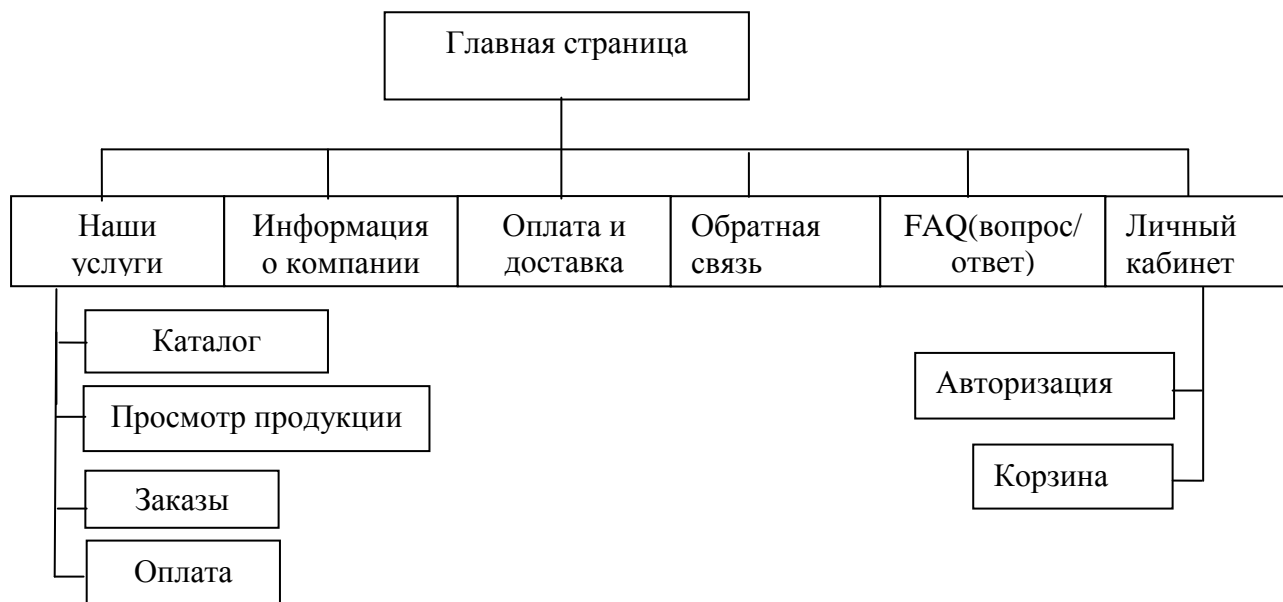 Главная страница
Наши
услуги
Информация
о компании
Оплата и
доставка
Обратная
связь
FAQ(вопрос/
ответ)
Личный
кабинет
Каталог
Просмотр продукции
Заказы
Оплата
Авторизация
Корзина